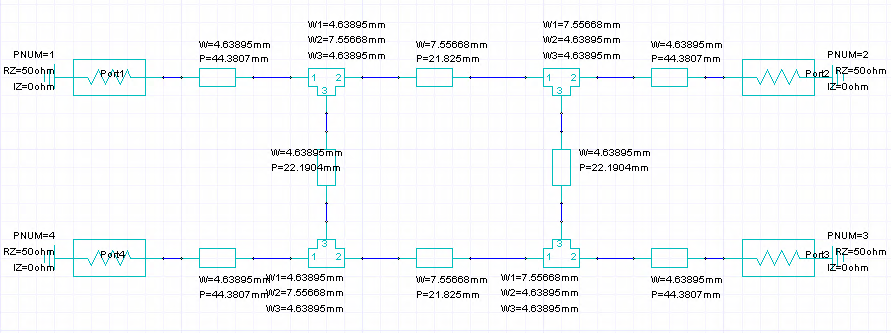 W1=4.63895mm
W2=7.55668mm
W3=4.63895mm
W1=7.55668mm
W2=4.63895mm
W3=4.63895mm
PNUM=1
RZ=50ohm
IZ=0ohm
Port1
W=4.63895mm
P=44.3807mm
1 2
3
W=7.55668mm
P=21.825mm
1 2
3
W=4.63895mm
P=44.3807mm
PNUM=2
RZ=50ohm
IZ=0ohm
Port2
W=4.63895mm
P=22.1904mm
W=4.63895mm
P=22.1904mm
PNUM=4
RZ=50ohm
IZ=0ohm
Port4
W=4.63895mm
P=44.3807mm
3
1 2
W1=4.63895mm
W2=7.55668mm
W3=4.63895mm
W=7.55668mm
P=21.825mm
3
1 2
W1=7.55668mm
W2=4.63895mm
W3=4.63895mm
W=4.63895mm
P=44.3807mm
PNUM=3
RZ=50ohm
IZ=0ohm
Port3